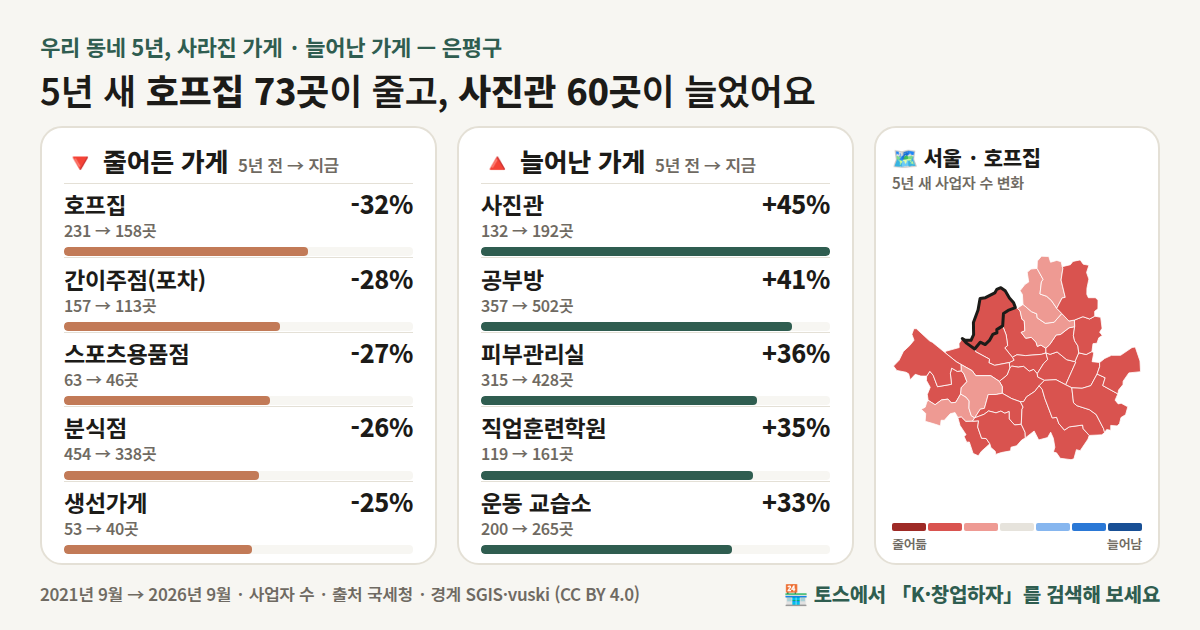 우리 동네 5년, 사라진 가게 · 늘어난 가게 — 은평구
5년 새 호프집 73곳이 줄고, 사진관 60곳이 늘었어요
🔻 줄어든 가게 5년 전 → 지금
호프집 -32%
231 → 158곳
간이주점(포차) -28%
157 → 113곳
스포츠용품점 -27%
63 → 46곳
분식점 -26%
454 → 338곳
생선가게 -25%
53 → 40곳
🔺 늘어난 가게 5년 전 → 지금
사진관 +45%
132 → 192곳
공부방 +41%
357 → 502곳
피부관리실 +36%
315 → 428곳
직업훈련학원 +35%
119 → 161곳
운동 교습소 +33%
200 → 265곳
🗺️ 서울 · 호프집
5년 새 사업자 수 변화
줄어듦 늘어남
2021년 9월 → 2026년 9월 · 사업자 수 · 출처 국세청 · 경계 SGIS·vuski (CC BY 4.0)
🏪 토스에서 「K·창업하자」를 검색해 보세요